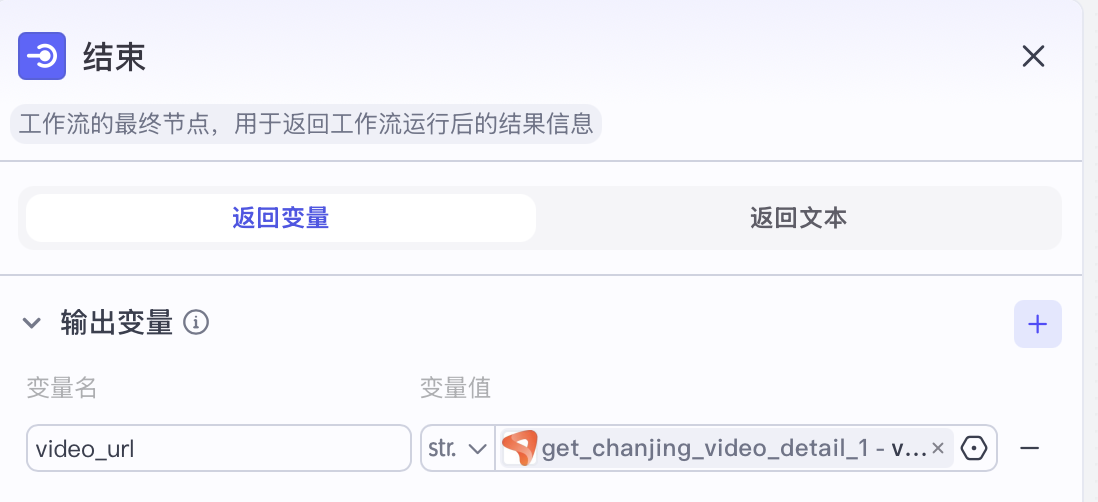 结束
工作流的最终节点，用于返回工作流运行后的结果信息
返回变量 返回文本
输出变量
变量名 变量值
video_url str. get_chanjing_video_detail_1 - v...